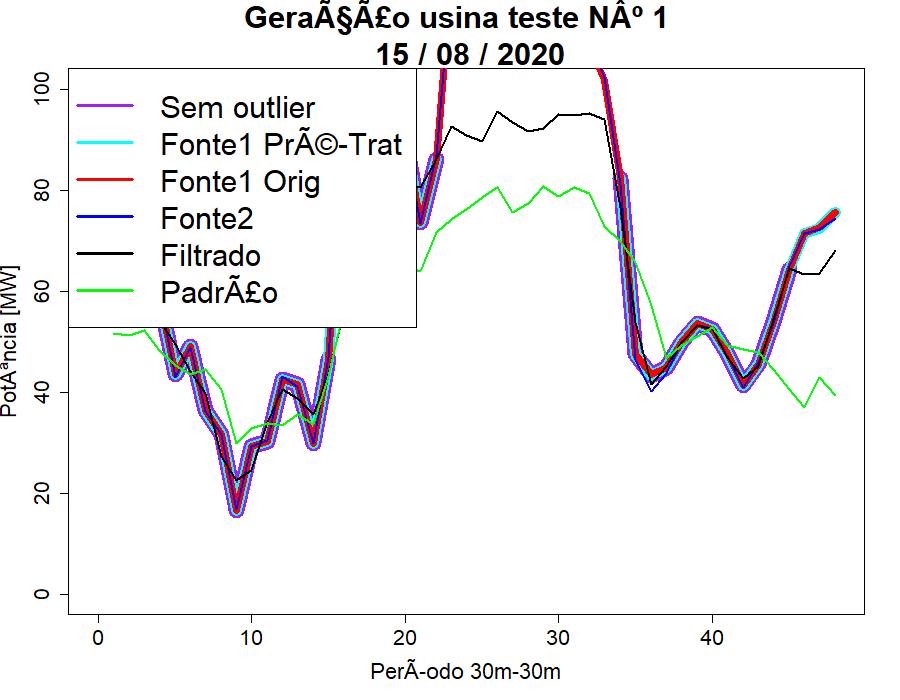 GeraÃ§Ã£o usina teste NÂº 1
15 / 08 / 2020
Sem outlier
Fonte1 PrÃ©-Trat
Fonte1 Orig
Fonte2
Filtrado
PadrÃ£o
PotÃªncia [MW]
100
80
60
40
20
0
0 10 20 30 40
PerÃ­-odo 30m-30m